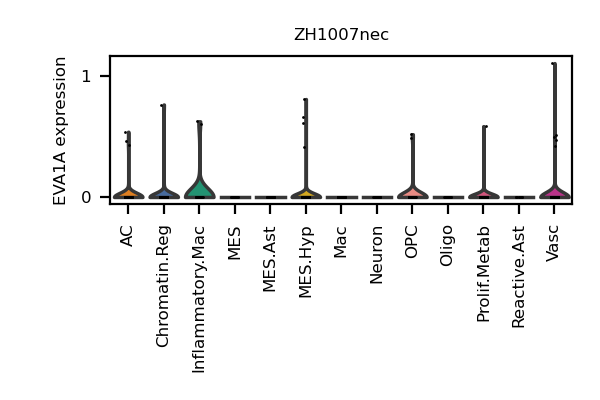 ZH1007nec
EVA1A expression
1
0
AC
Chromatin.Reg
Inflammatory.Mac
MES
MES.Ast
MES.Hyp
Mac
Neuron
OPC
Oligo
Prolif.Metab
Reactive.Ast
Vasc